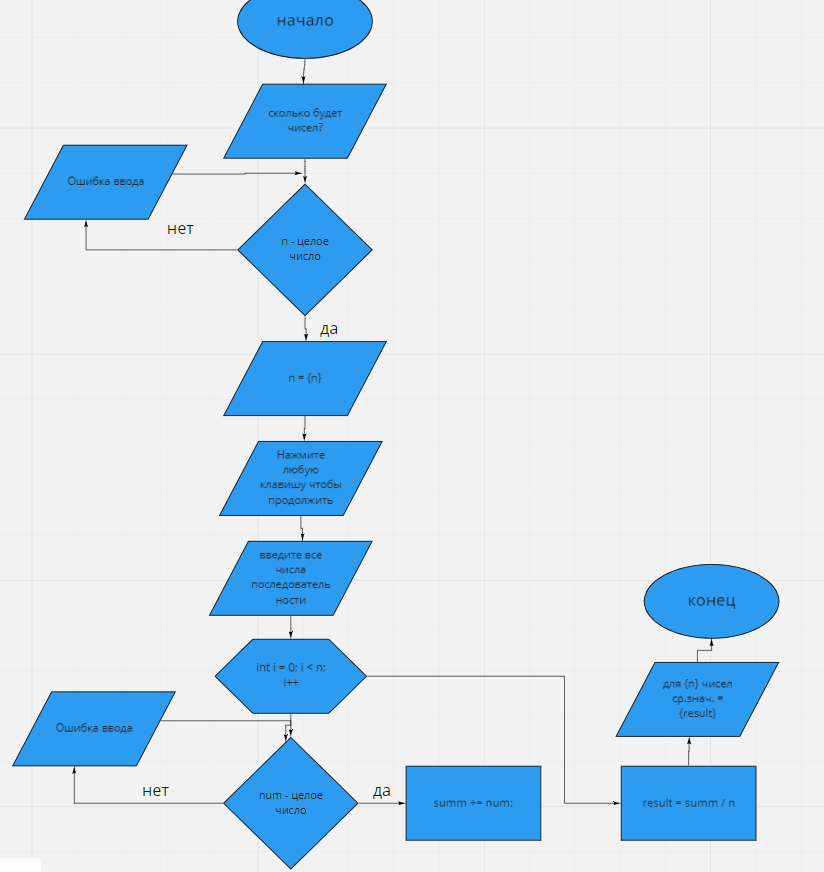 начало
сколько будет
чисел?
Ошибка ввода
нет
n - целое
число
да
n = {n}
Нажмите
любую
клавишу чтобы
продолжить
введите все
числа
последователь
ности
int i = 0; i < n;
i++
Ошибка ввода
нет
num - целое
число
да
summ += num;
result = summ / n
для {n} чисел
ср.знач. =
{result}
конец